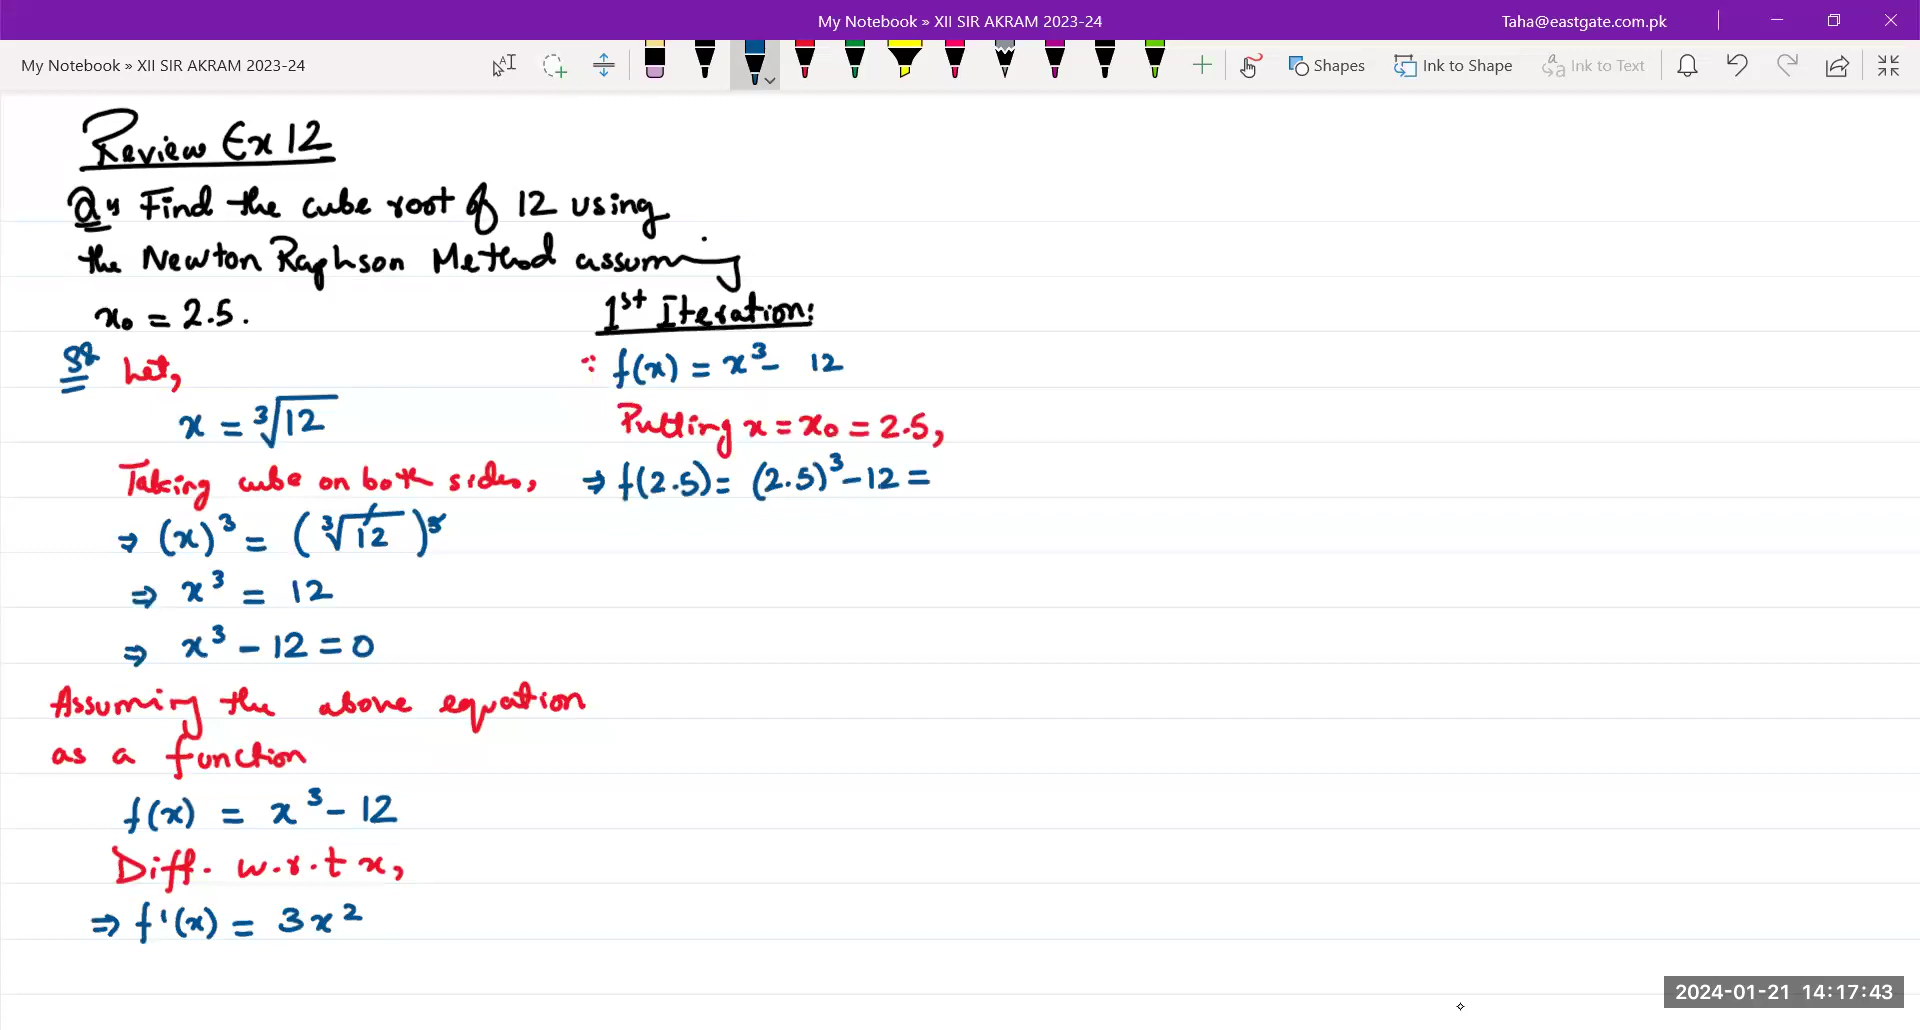 My Notebook » XII SIR AKRAM 2023-24
Taha@eastgate.com.pk
My Notebook » XII SIR AKRAM 2023-24
Shapes
Ink to Shape
Ink to Text
Review Ex 12
Find the cube root of 12 using
the Newton Raphson Method assuming
x₀ = 2.5.
Let,
x = ∛12
Taking cube on both sides,
⇒ (x)³ = (∛12)³
⇒ x³ = 12
⇒ x³ - 12 = 0
Assuming the above equation
as a function
f(x) = x³ - 12
Diff. w.r.t x,
⇒ f'(x) = 3x²
1st Iteration:
∵ f(x) = x³ - 12
Putting x = x₀ = 2.5,
⇒ f(2.5) = (2.5)³ - 12 =
2024-01-21 14:17:43